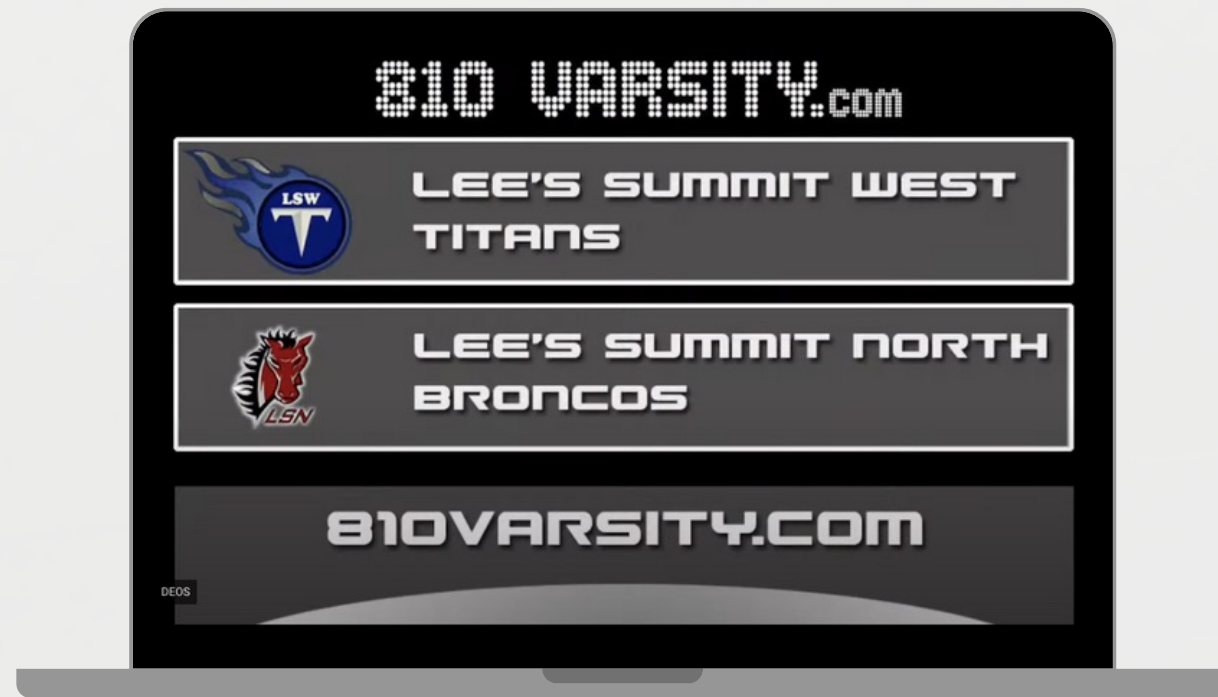 810 VARSITY.com
LSW
T
LEE'S SUMMIT WEST
TITANS
LSN
LEE'S SUMMIT NORTH
BRONCOS
810VARSITY.COM
DEOS